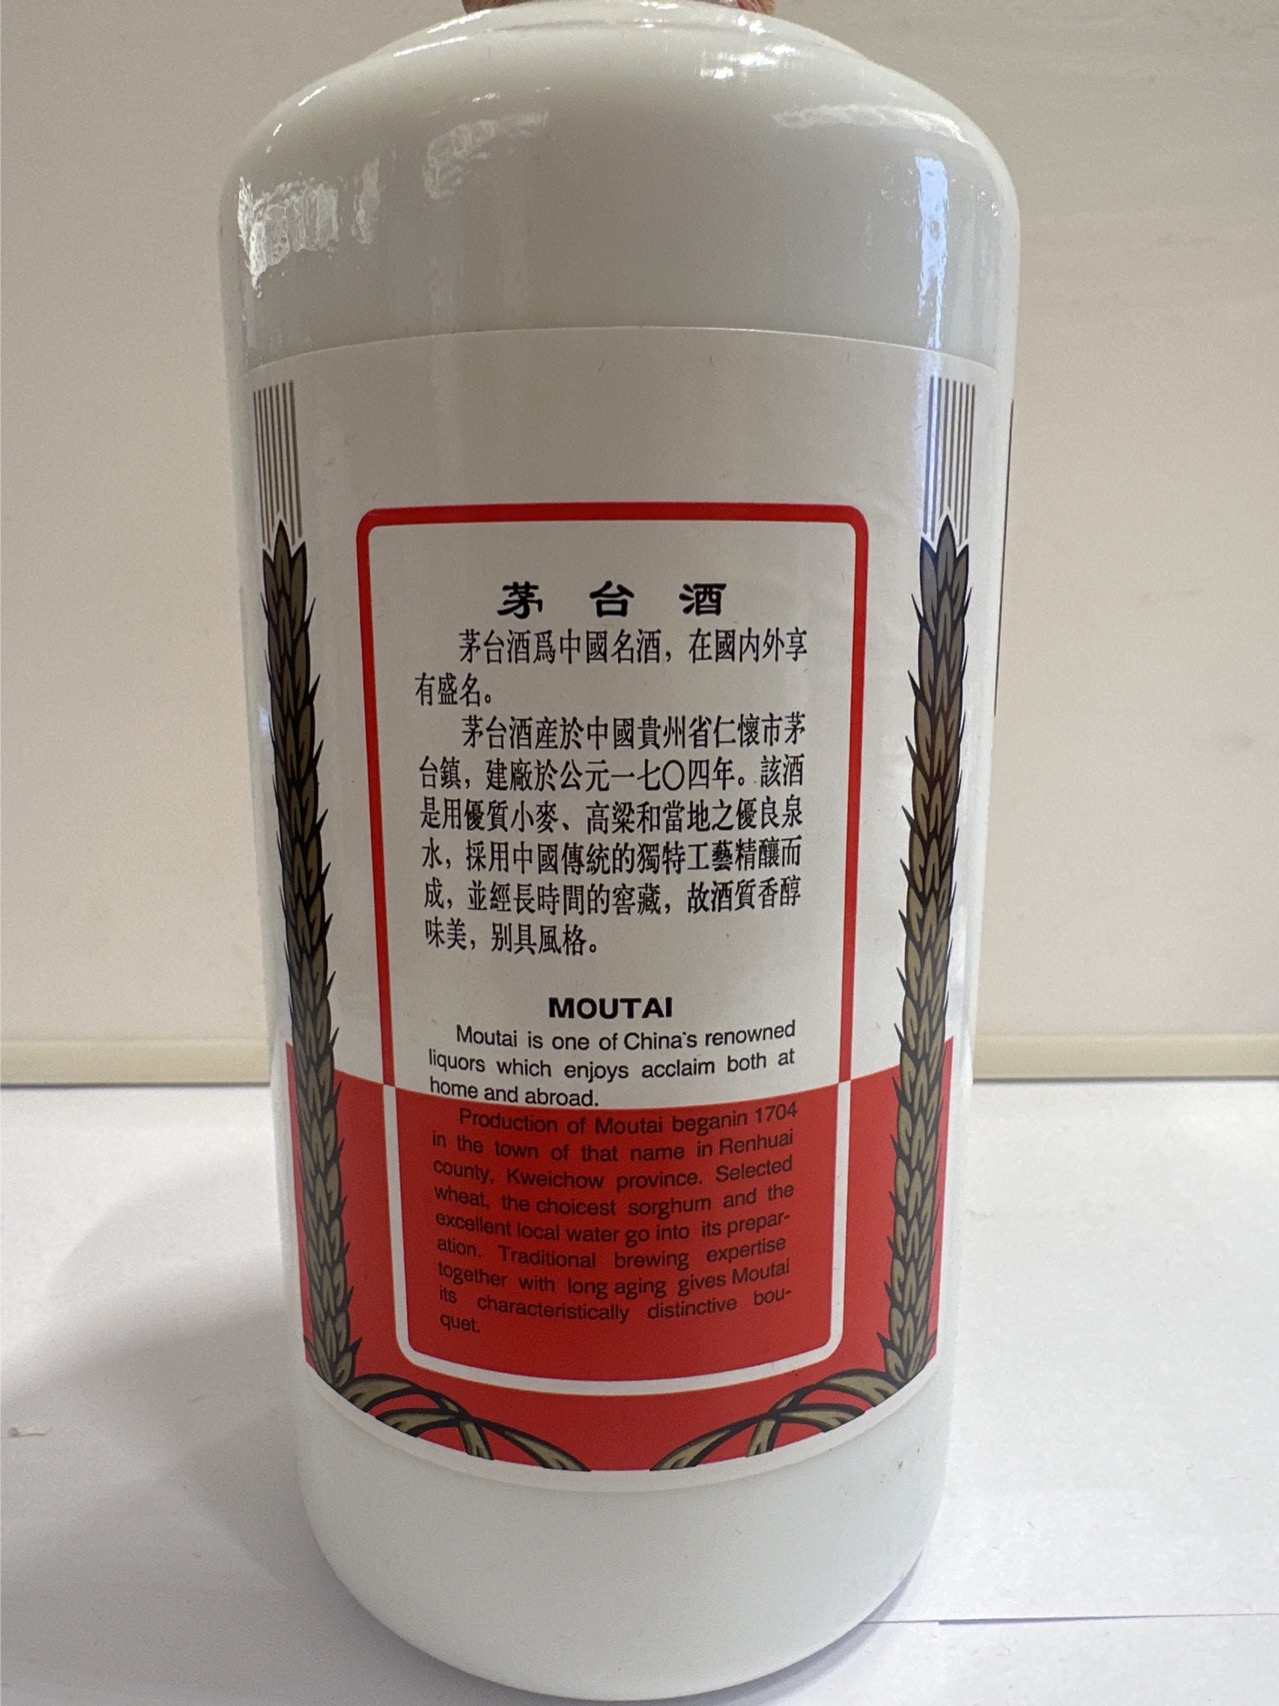 茅台酒
茅台酒爲中國名酒，在國内外享
有盛名。
茅台酒産於中國貴州省仁懷市茅
台鎮，建廠於公元一七〇四年。該酒
是用優質小麥、高粱和當地之優良泉
水，採用中國傳統的獨特工藝精釀而
成，並經長時間的窖藏，故酒質香醇
味美，别具風格。
MOUTAI
Moutai is one of China's renowned
liquors which enjoys acclaim both at
home and abroad.
Production of Moutai beganin 1704
in the town of that name in Renhuai
county, Kweichow province. Selected
wheat, the choicest sorghum and the
excellent local water go into its prepar-
ation. Traditional brewing expertise
together with long aging gives Moutai
its characteristically distinctive bou-
quet.